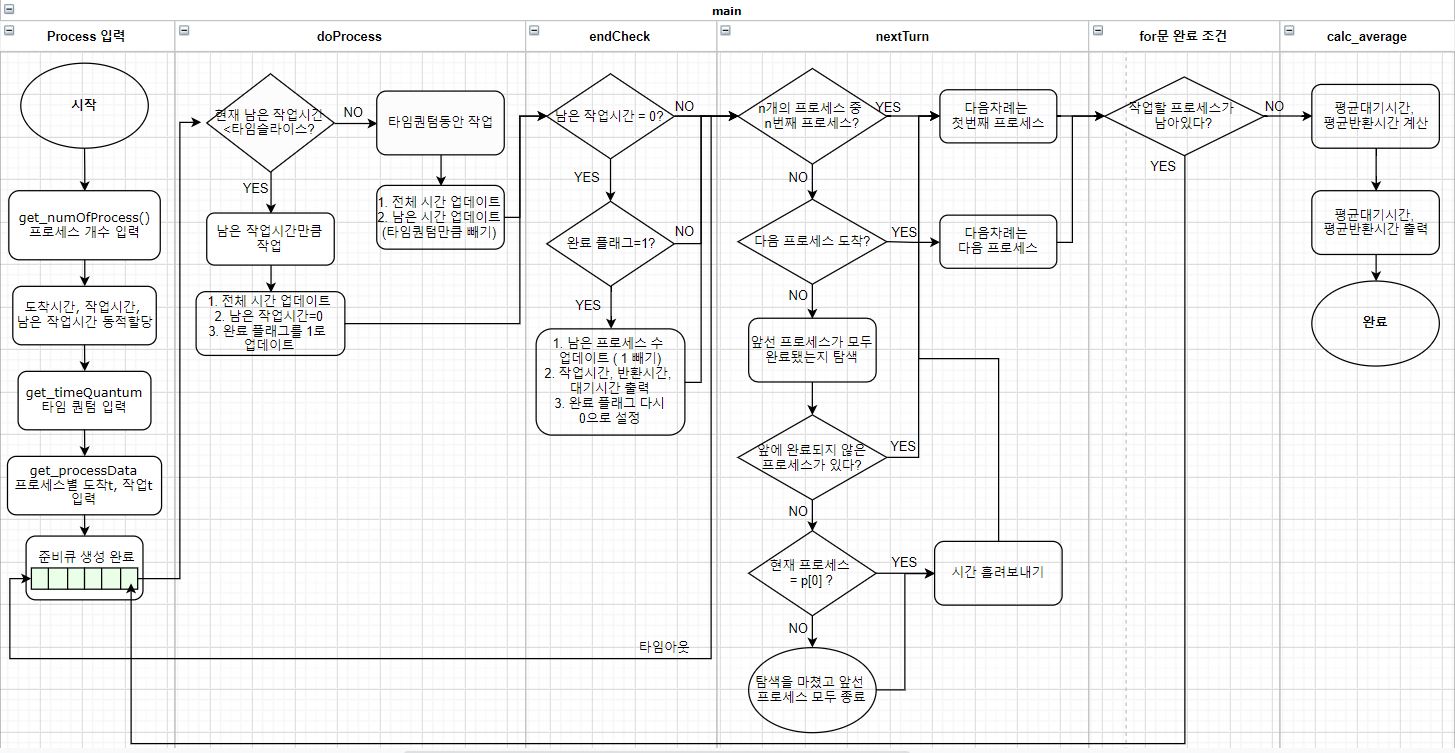 main
Process 입력
doProcess
endCheck
nextTurn
for문 완료 조건
calc_average
시작
get_numOfProcess()
프로세스 개수 입력
도착시간, 작업시간,
남은 작업시간 동적할당
get_timeQuantum
타임 퀀텀 입력
get_processData
프로세스별 도착t, 작업t
입력
준비큐 생성 완료
현재 남은 작업시간
<타임슬라이스?
NO
타임퀀텀동안 작업
YES
1. 전체 시간 업데이트
2. 남은 시간 업데이트
(타임퀀텀만큼 빼기)
남은 작업시간만큼
작업
1. 전체 시간 업데이트
2. 남은 작업시간=0
3. 완료 플래그를 1로
업데이트
남은 작업시간 = 0?
NO
YES
완료 플래그=1?
NO
YES
1. 남은 프로세스 수
업데이트 ( 1 빼기)
2. 작업시간, 반환시간,
대기시간 출력
3. 완료 플래그 다시
0으로 설정
타임아웃
n개의 프로세스 중
n번째 프로세스?
YES
다음차례는
첫번째 프로세스
NO
다음 프로세스 도착?
YES
다음차례는
다음 프로세스
NO
앞선 프로세스가 모두
완료됐는지 탐색
앞에 완료되지 않은
프로세스가 있다?
YES
NO
현재 프로세스
= p[0] ?
YES
시간 흘려보내기
NO
탐색을 마쳤고 앞선
프로세스 모두 종료
작업할 프로세스가
남아있다?
NO
YES
평균대기시간,
평균반환시간 계산
평균대기시간,
평균반환시간 출력
완료